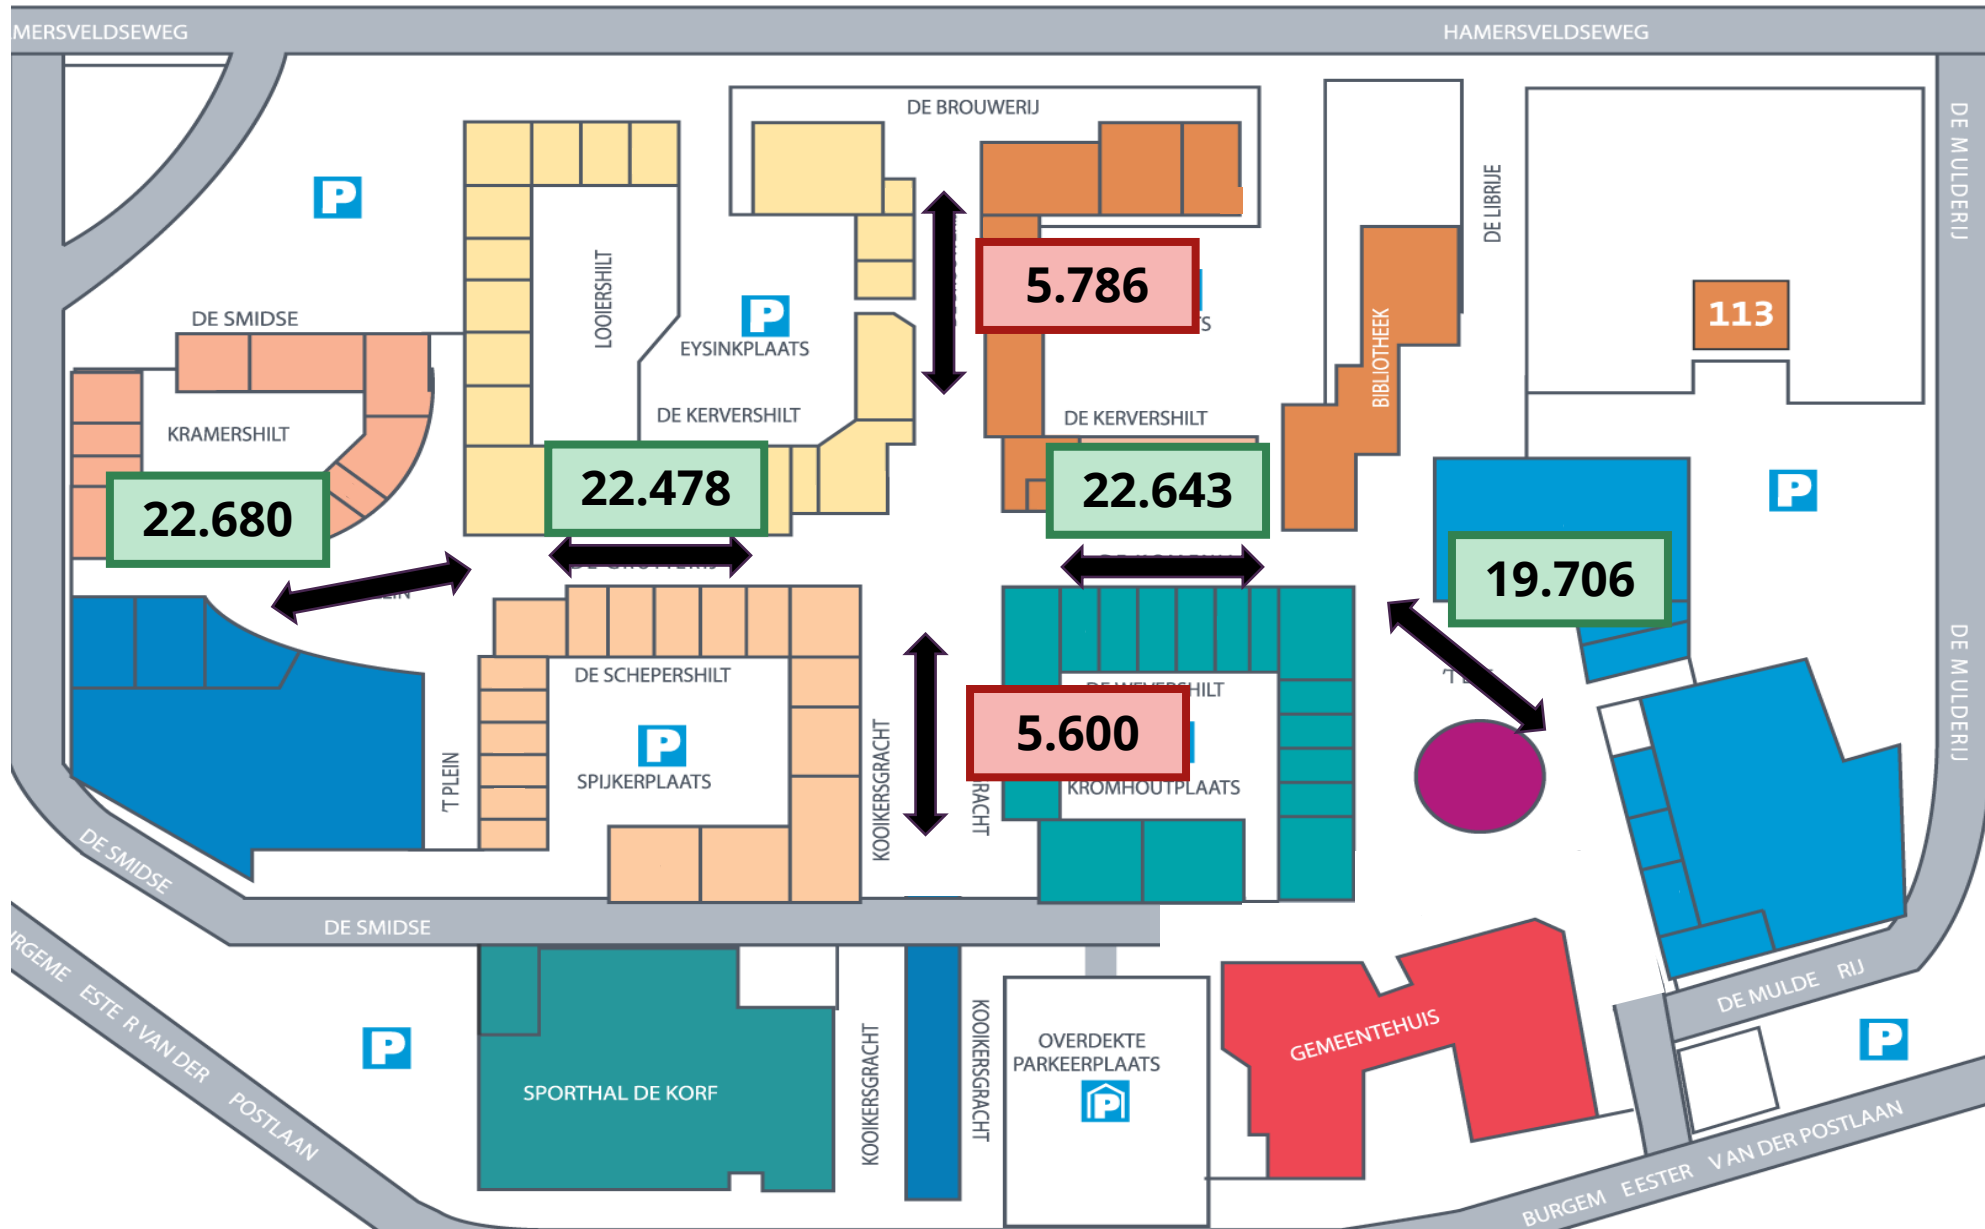 MERSVELDSEWEG
HAMERSVELDSEWEG
DE BROUWERIJ
DE MULDERIJ
P
DE LIBRIJE
LOOIERSHILT
5.786
P
113
DE SMIDSE
EYSINKPLAATS
BIBLIOTHEEK
DE KERVERSHILT
DE KERVERSHILT
KRAMERSHILT
22.680
22.478
22.643
P
19.706
DE SCHEPERSHILT
P
SPIJKERPLAATS
'T PLEIN
KOOIKERSGRACHT
5.600
KROMHOUTPLAATS
DE MULDERIJ
DE SMIDSE
DE SMIDSE
BURGEMEESTER VAN DER POSTLAAN
P
SPORTHAL DE KORF
KOOIKERSGRACHT
KOOIKERSGRACHT
OVERDEKTE
PARKEERPLAATS
P
GEMEENTEHUIS
DE MULDE RIJ
P
BURGEM EESTER VAN DER POSTLAAN